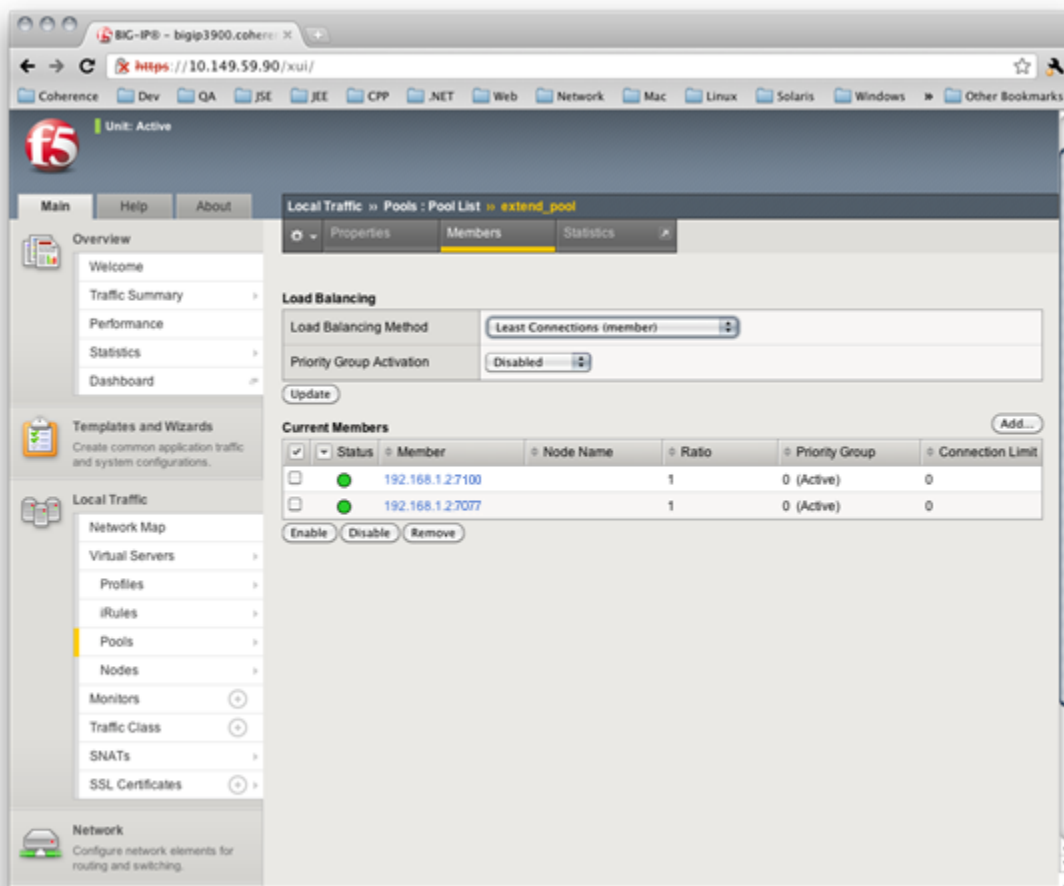 BIG-IP® - bigip3900.cohere
https://10.149.59.90/xui/
Coherence Dev QA JSE JEE CPP .NET Web Network Mac Linux Solaris Windows » Other Bookmarks
f5
Unit: Active
Main Help About
Local Traffic » Pools : Pool List » extend_pool
Properties Members Statistics
Overview
Welcome
Traffic Summary
Performance
Statistics
Dashboard
Templates and Wizards
Create common application traffic
and system configurations.
Local Traffic
Network Map
Virtual Servers
Profiles
iRules
Pools
Nodes
Monitors
Traffic Class
SNATs
SSL Certificates
Network
Configure network elements for
routing and switching.
Load Balancing
Load Balancing Method Least Connections (member)
Priority Group Activation Disabled
Update
Current Members Add...
Status Member Node Name Ratio Priority Group Connection Limit
192.168.1.2:7100 1 0 (Active) 0
192.168.1.2:7077 1 0 (Active) 0
Enable Disable Remove